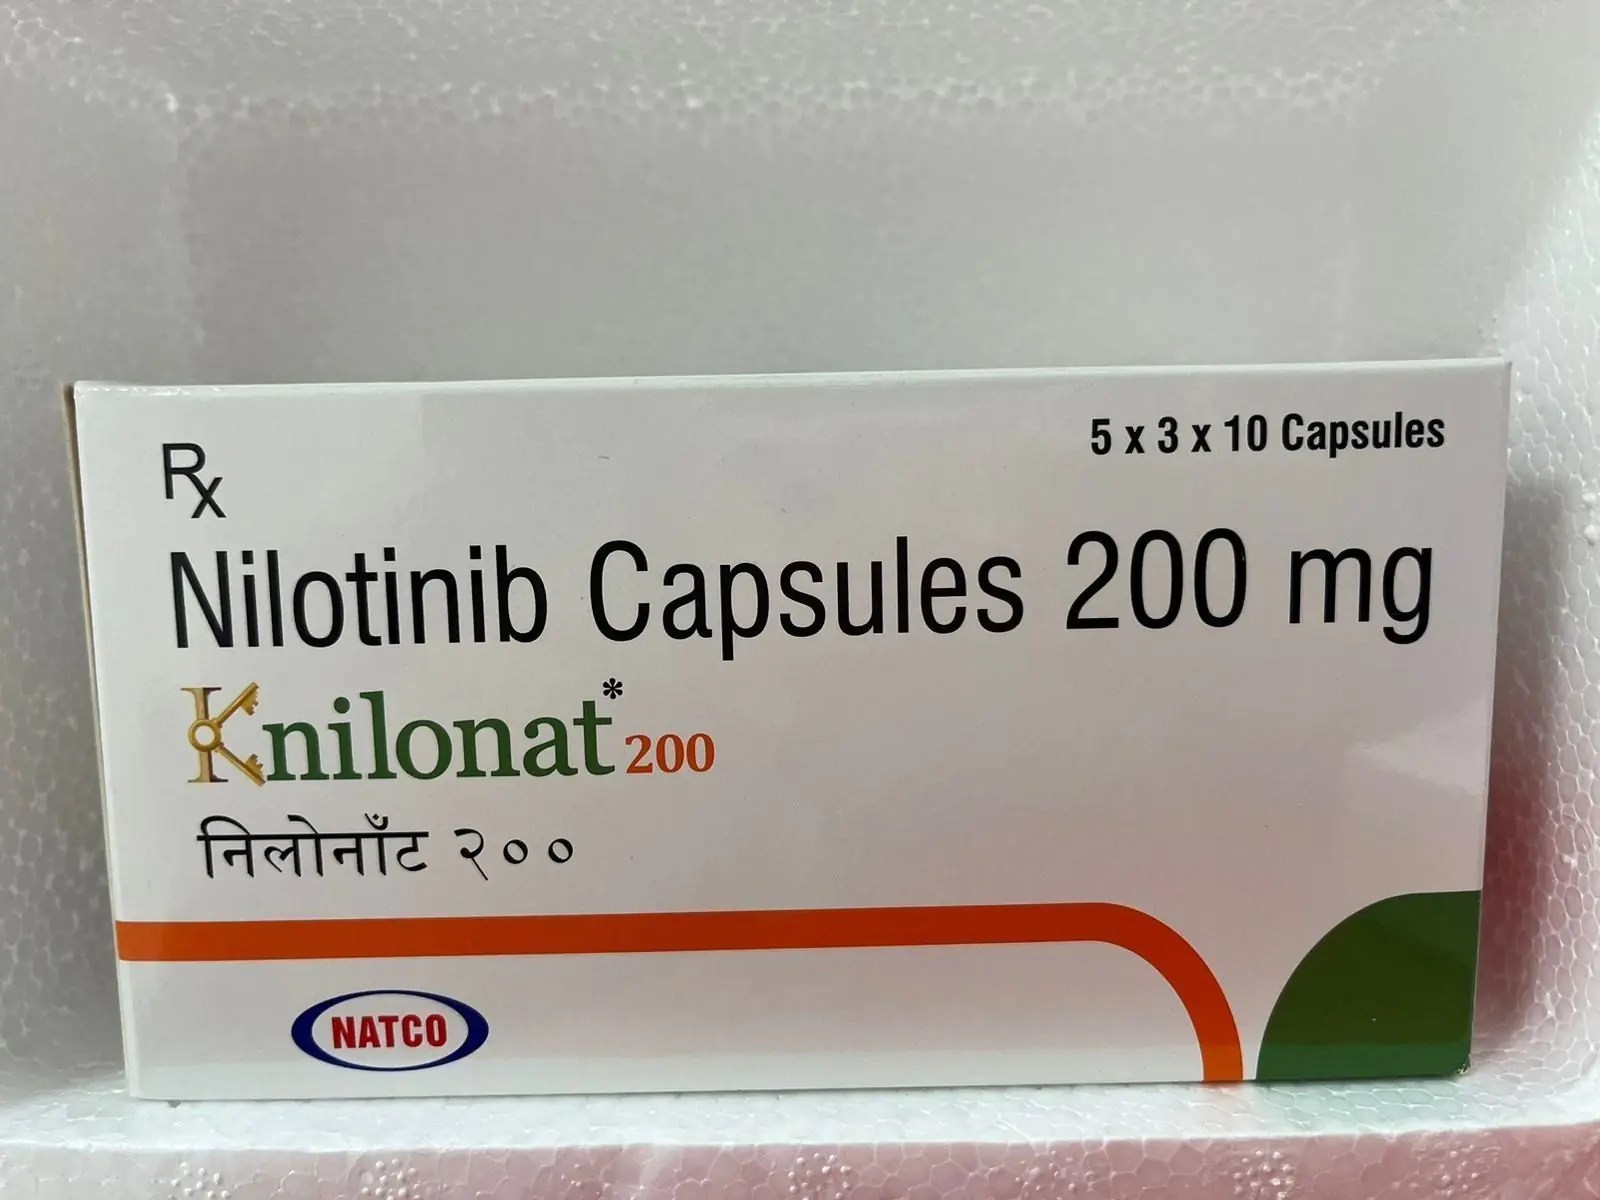 Rx
5 x 3 x 10 Capsules
Nilotinib Capsules 200 mg
Knilonat* 200
निलोनाँट २००
NATCO